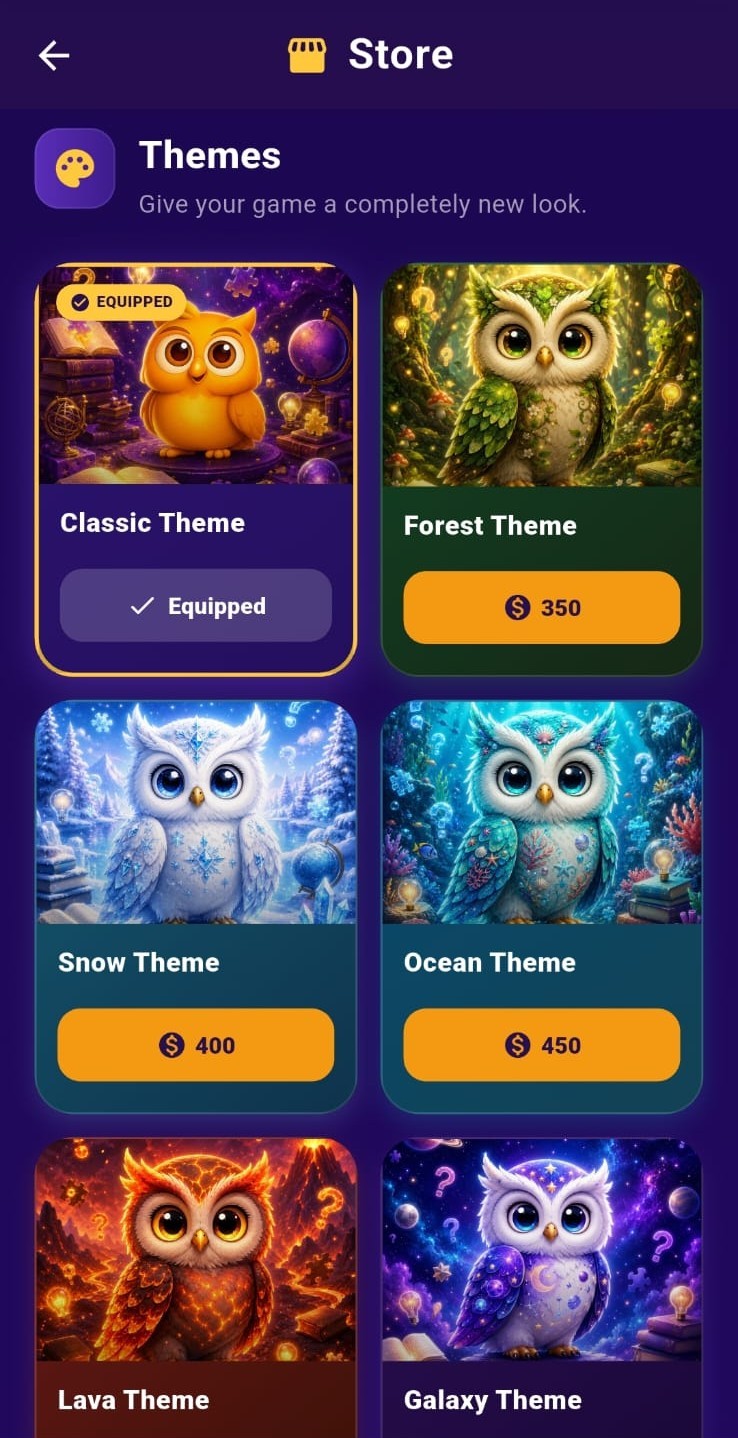 Store
Themes
Give your game a completely new look.
EQUIPPED
Classic Theme
Equipped
Forest Theme
350
Snow Theme
400
Ocean Theme
450
Lava Theme
Galaxy Theme